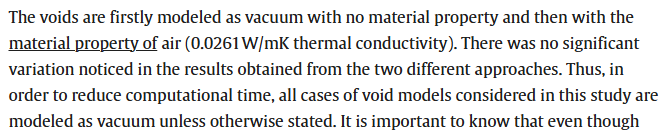 The voids are firstly modeled as vacuum with no material property and then with the
material property of air (0.0261 W/mK thermal conductivity). There was no significant
variation noticed in the results obtained from the two different approaches. Thus, in
order to reduce computational time, all cases of void models considered in this study are
modeled as vacuum unless otherwise stated. It is important to know that even though